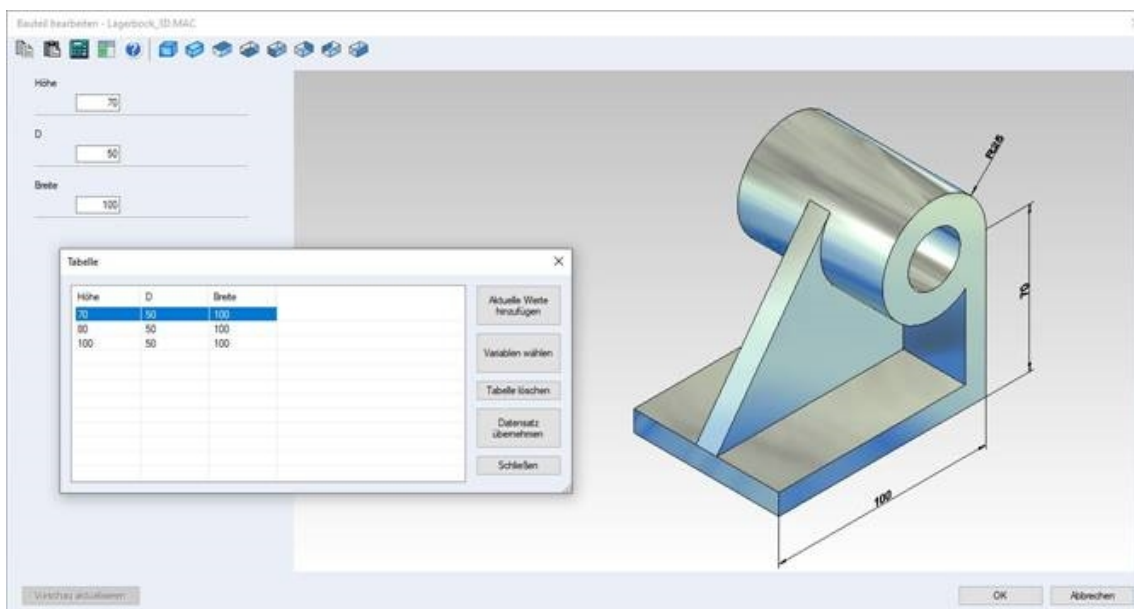 Bauteil bearbeiten - Lagerbock_3D.MAC
Höhe
70
D
50
Breite
100
Tabelle
Höhe D Breite
70 50 100
80 50 100
100 50 100
Aktuelle Werte
hinzufügen
Variablen wählen
Tabelle löschen
Datensatz
übernehmen
Schließen
R25
70
100
Vorschau aktualisieren
OK Abbrechen